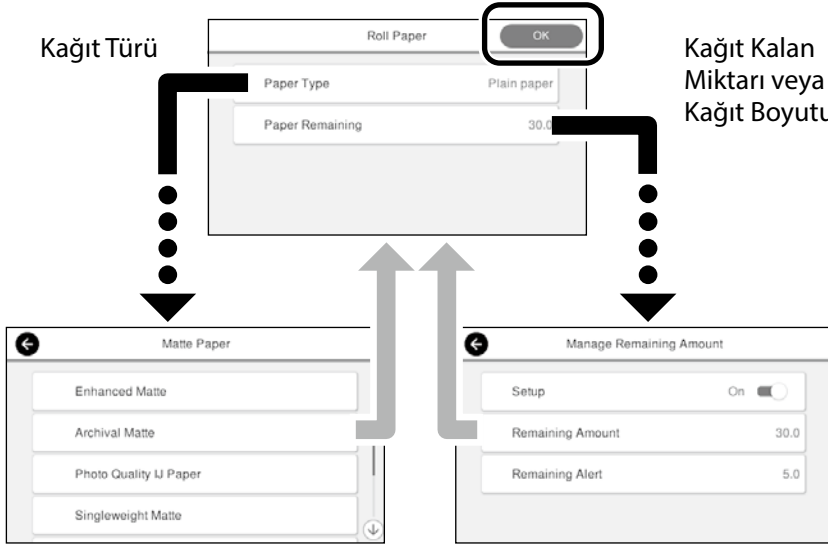 Kağıt Türü
Roll Paper
OK
Paper Type
Plain paper
Paper Remaining
30.0
Kağıt Kalan
Miktarı veya
Kağıt Boyutu
Matte Paper
Enhanced Matte
Archival Matte
Photo Quality IJ Paper
Singleweight Matte
Manage Remaining Amount
Setup
On
Remaining Amount
30.0
Remaining Alert
5.0